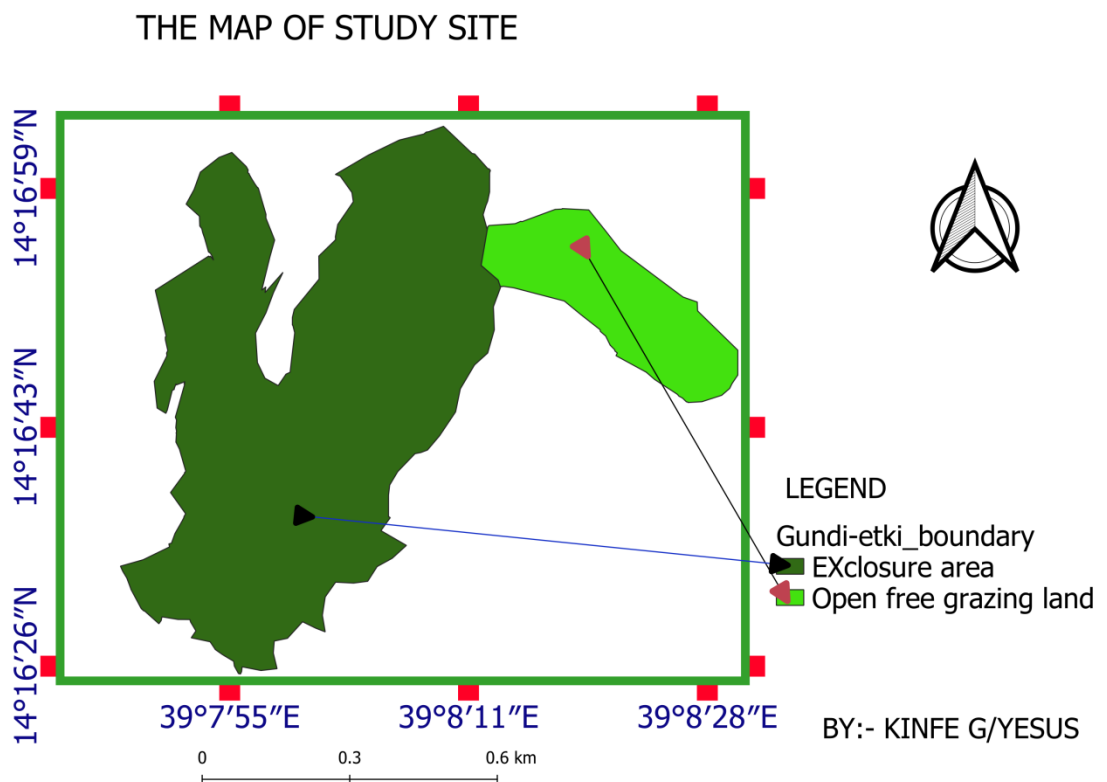 THE MAP OF STUDY SITE
14°16′59″N
14°16′43″N
14°16′26″N
39°7′55″E
39°8′11″E
39°8′28″E
0
0.3
0.6 km
LEGEND
Gundi-etki_boundary
EXclosure area
Open free grazing land
BY:- KINFE G/YESUS